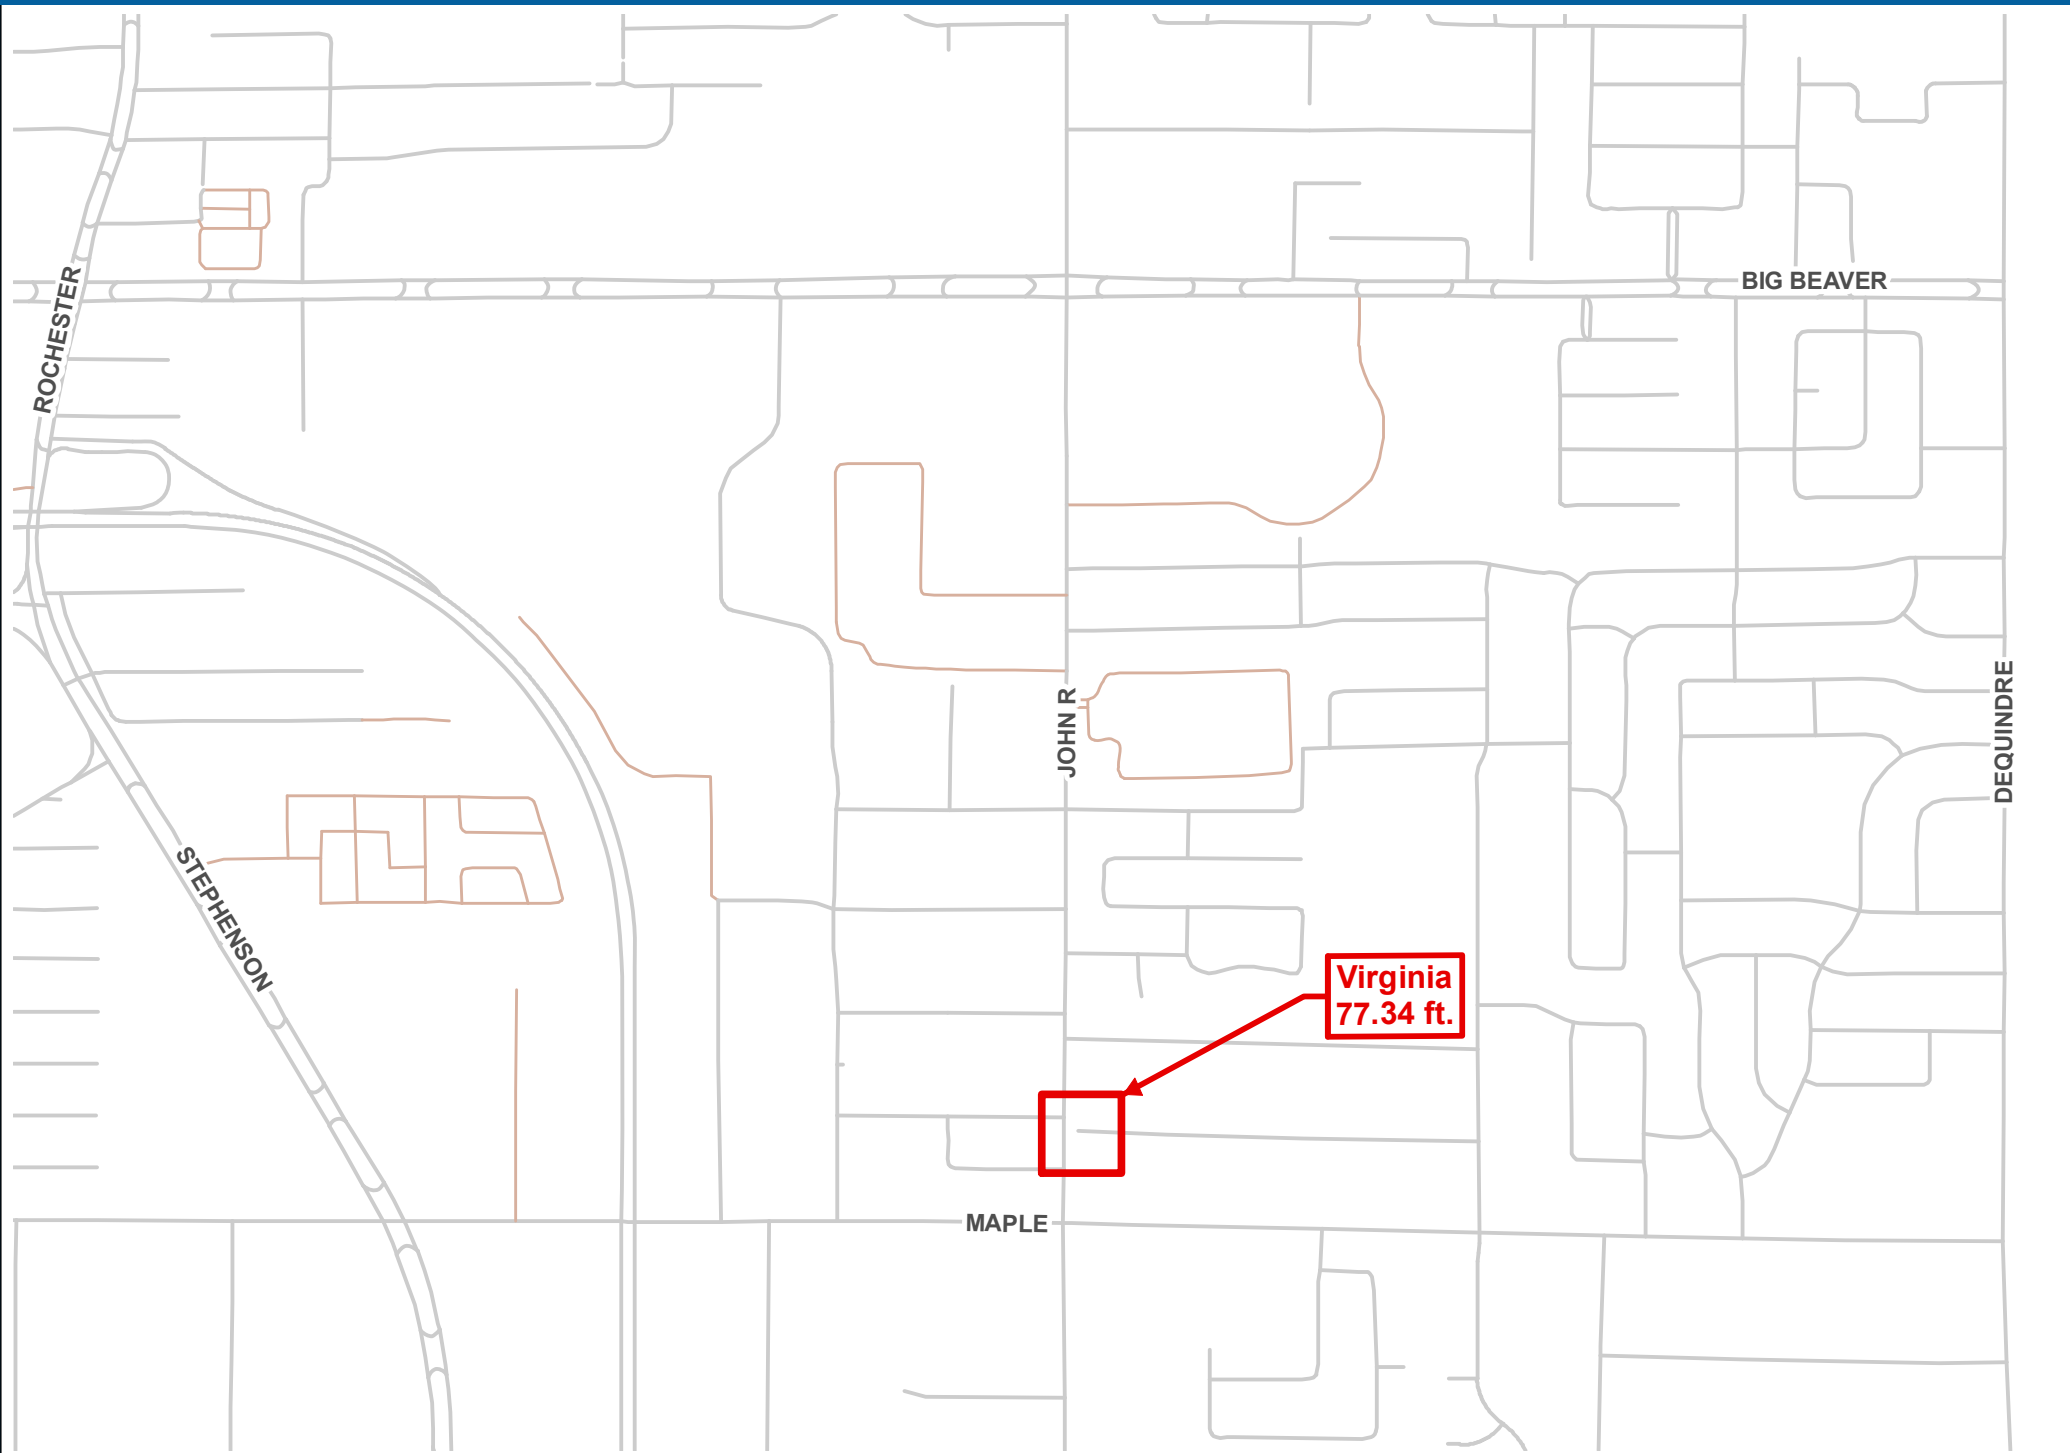 BIG BEAVER
ROCHESTER
JOHN R
DEQUINDRE
STEPHENSON
Virginia
77.34 ft.
MAPLE